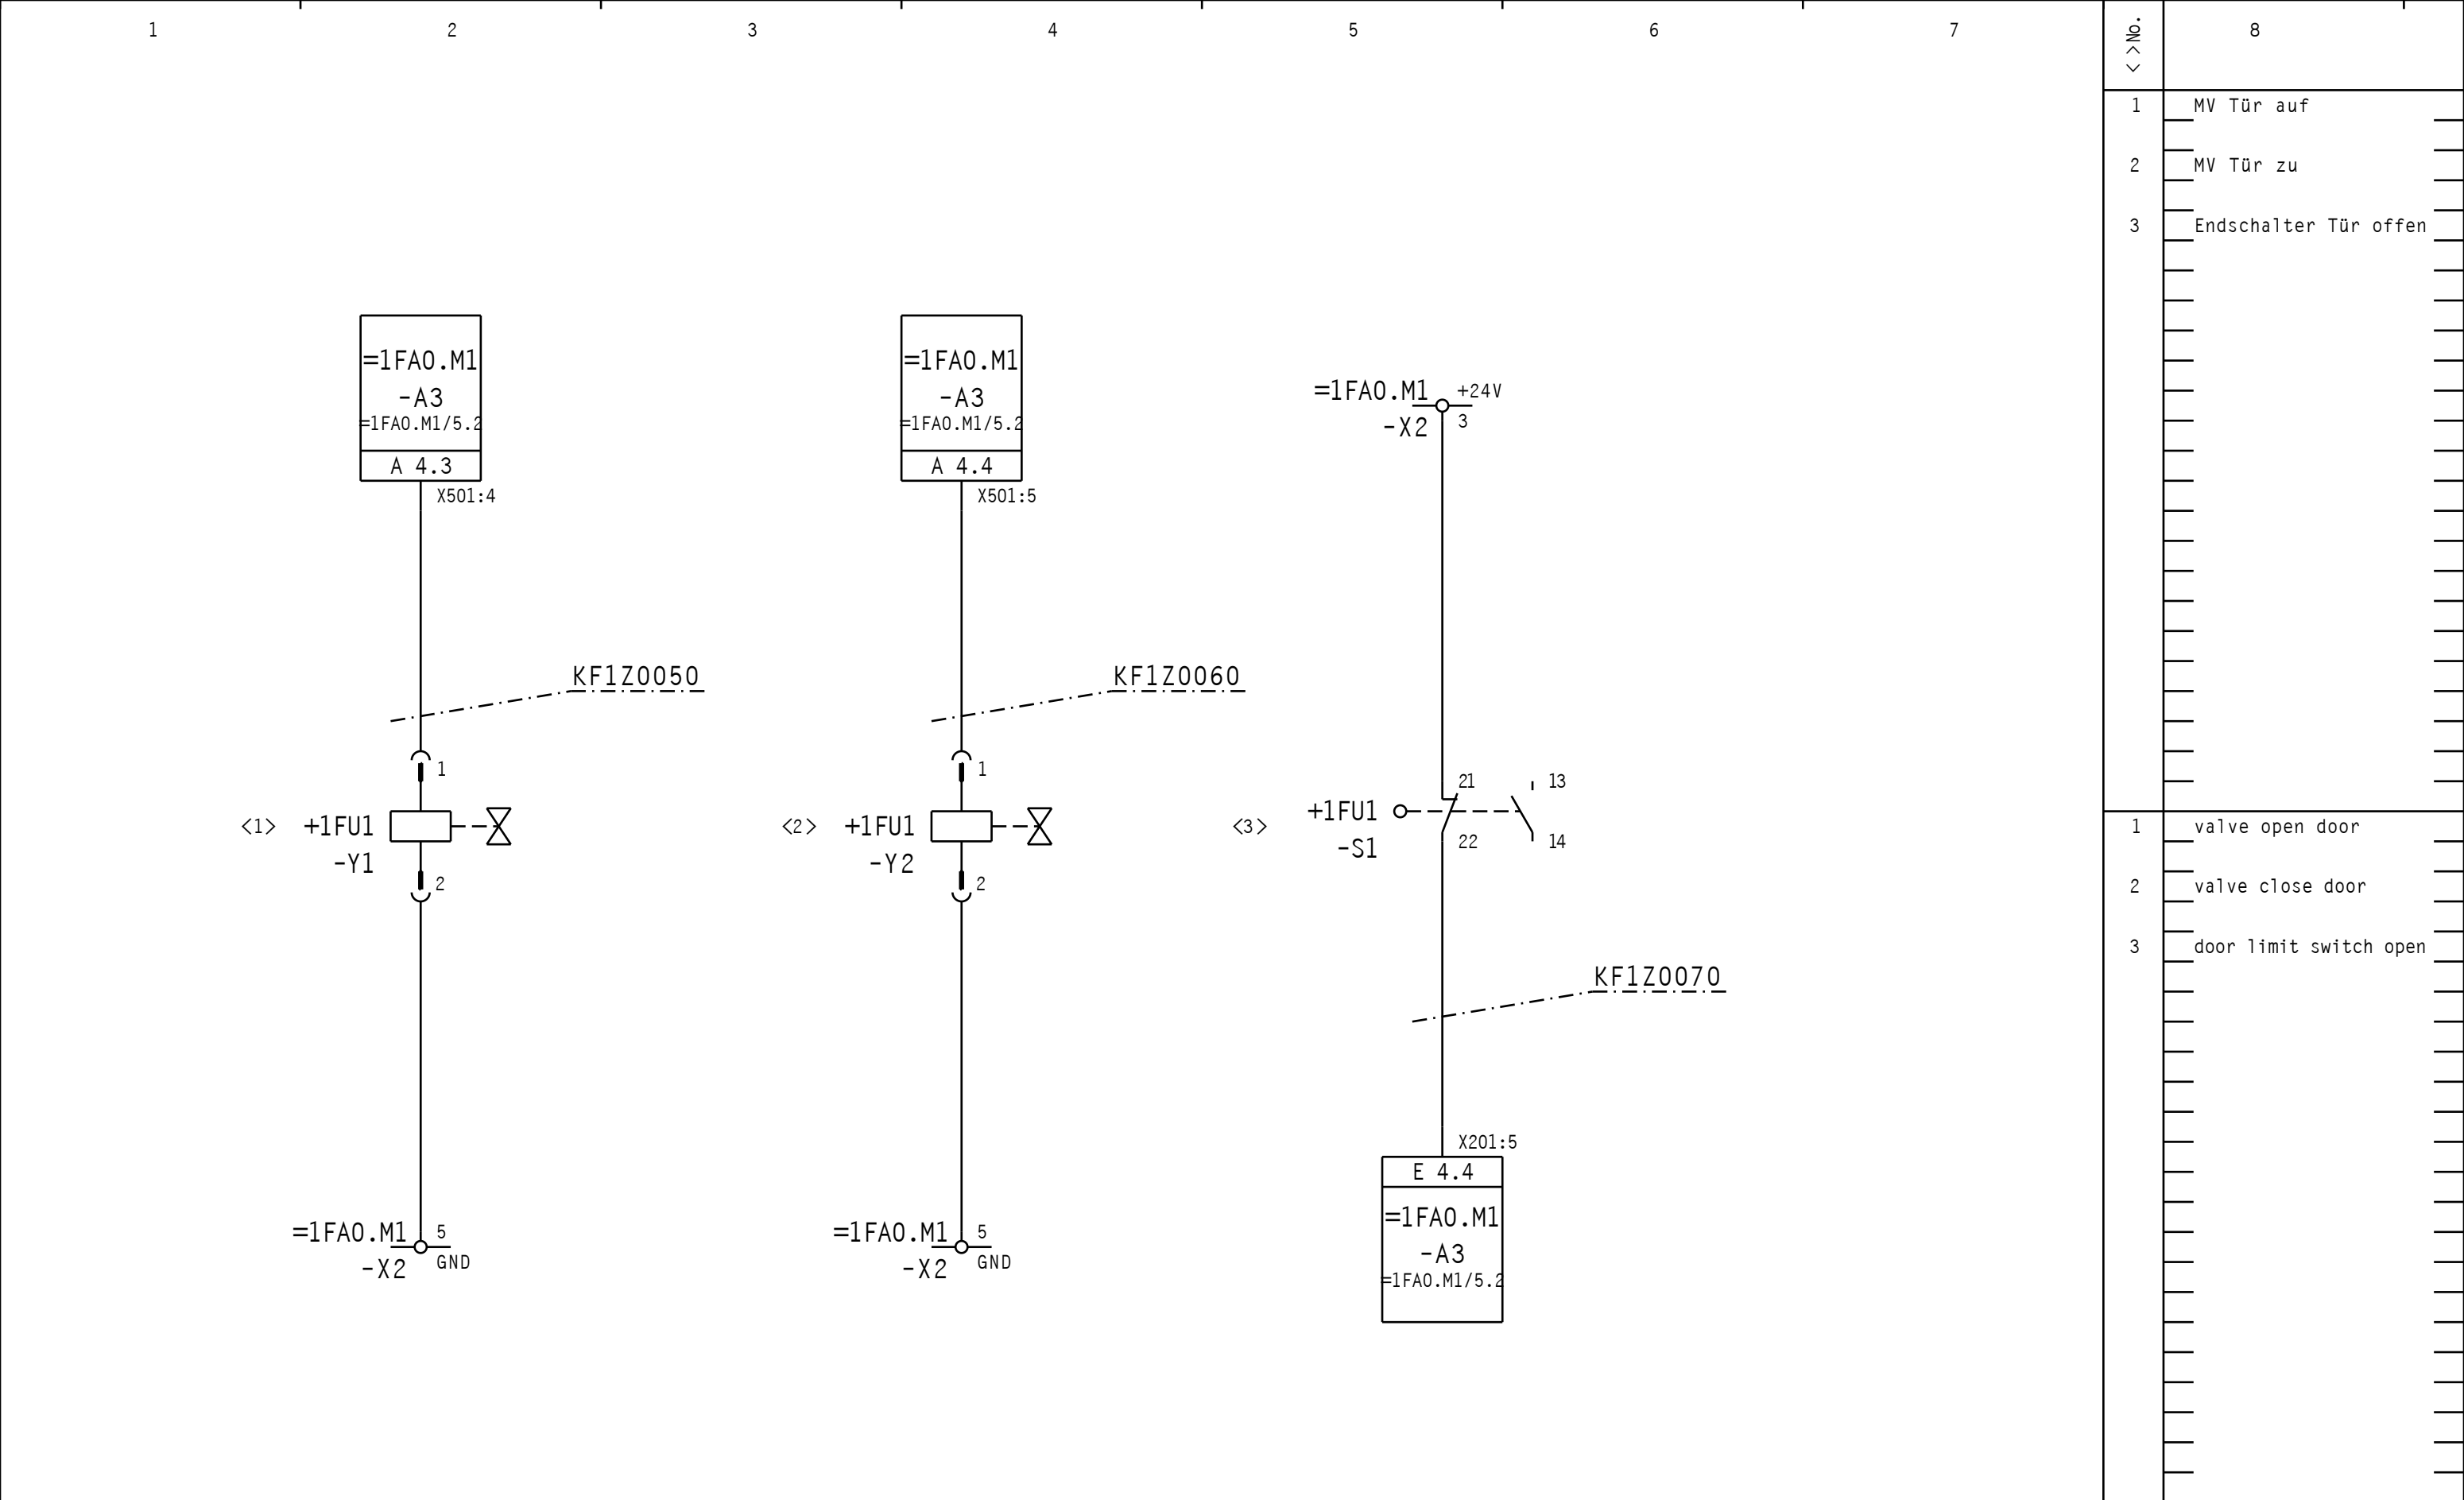 1 2 3 4 5 6 7 < >No. 8
1 MV Tür auf
2 MV Tür zu
3 Endschalter Tür offen
=1FA0.M1
-A3
=1FA0.M1/5.2
A 4.3
X501:4
KF1Z0050
1
<1> +1FU1
-Y1
2
=1FA0.M1 5
-X2 GND
=1FA0.M1
-A3
=1FA0.M1/5.2
A 4.4
X501:5
KF1Z0060
1
<2> +1FU1
-Y2
2
=1FA0.M1 5
-X2 GND
=1FA0.M1 +24V
-X2 3
21 13
<3> +1FU1
-S1 22 14
KF1Z0070
X201:5
E 4.4
=1FA0.M1
-A3
=1FA0.M1/5.2
1 valve open door
2 valve close door
3 door limit switch open